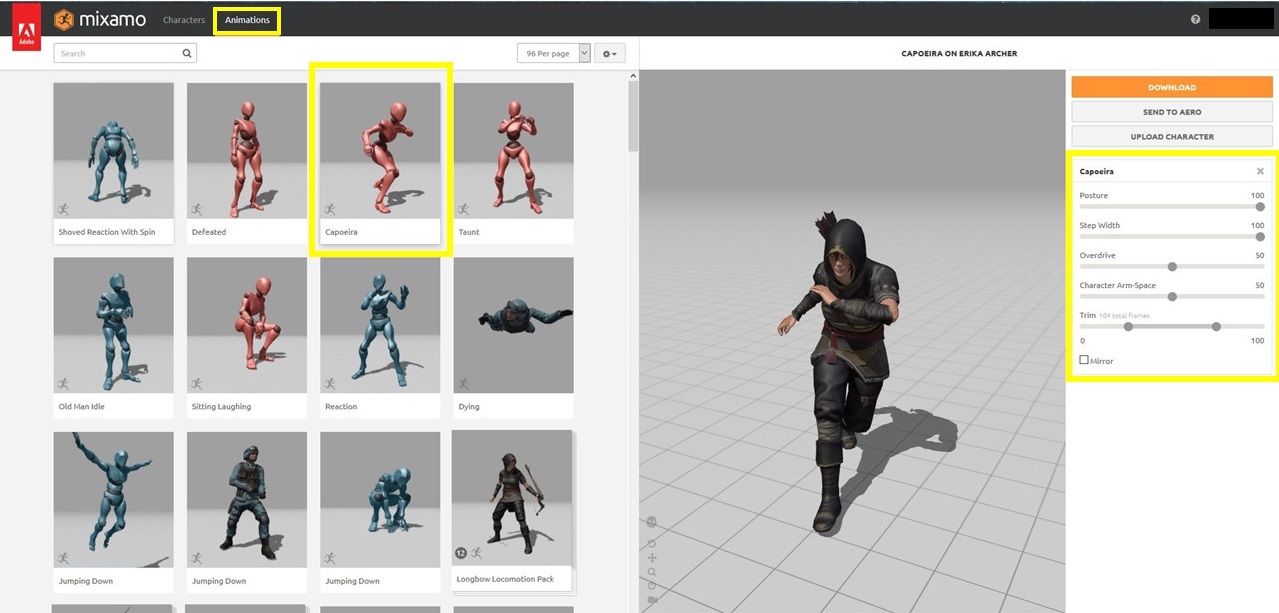 Adobe
mixamo
Characters
Animations
Search
96 Per page
CAPOEIRA ON ERIKA ARCHER
DOWNLOAD
SEND TO AERO
UPLOAD CHARACTER
Shoved Reaction With Spin
Defeated
Capoeira
Taunt
Old Man Idle
Sitting Laughing
Reaction
Dying
Jumping Down
Jumping Down
Jumping Down
12
Longbow Locomotion Pack
Capoeira
Posture 100
Step Width 100
Overdrive 50
Character Arm-Space 50
Trim 104 total frames
0 100
Mirror